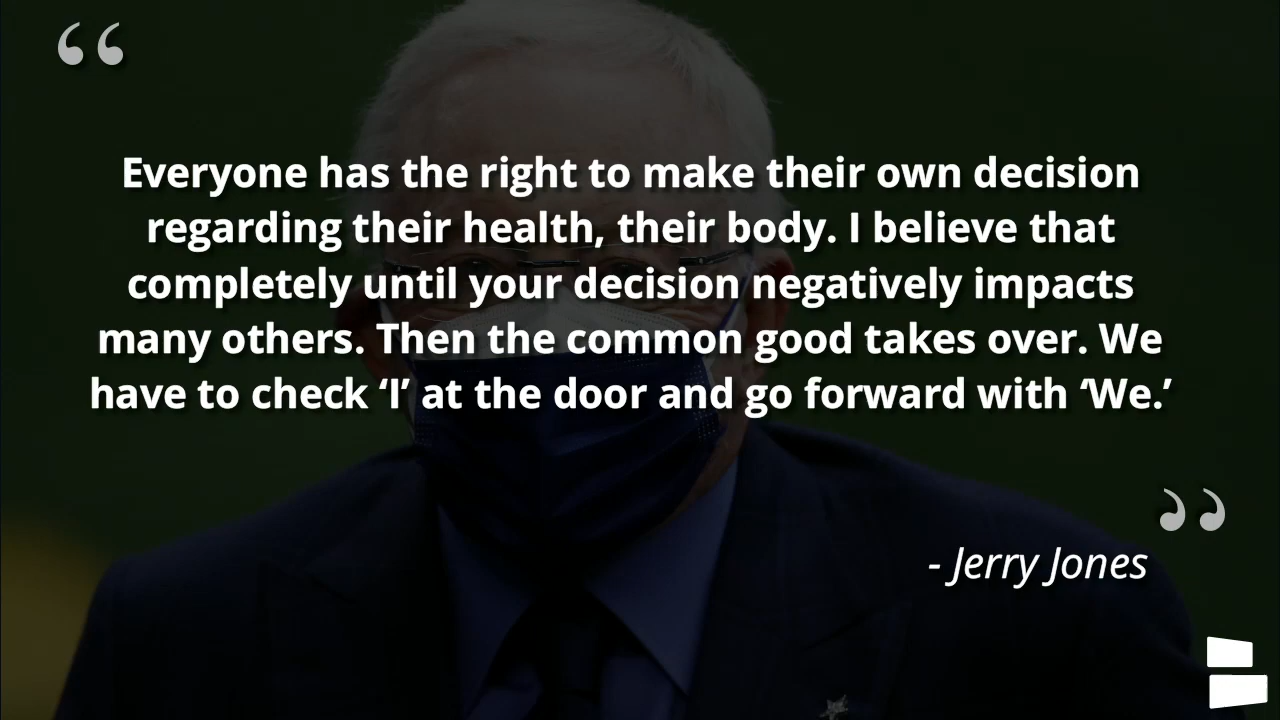 “
Everyone has the right to make their own decision
regarding their health, their body. I believe that
completely until your decision negatively impacts
many others. Then the common good takes over. We
have to check ‘I’ at the door and go forward with ‘We.’
”
- Jerry Jones